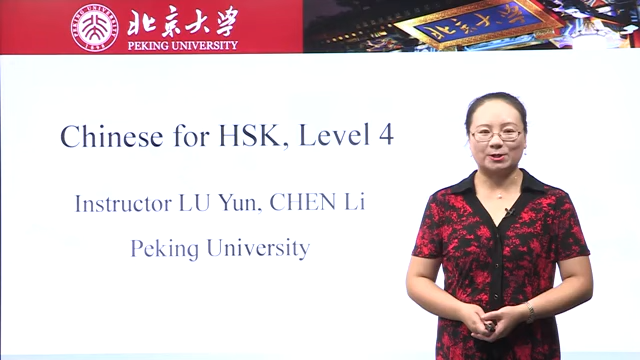 北京大学
PEKING UNIVERSITY
Chinese for HSK, Level 4
Instructor LU Yun, CHEN Li
Peking University